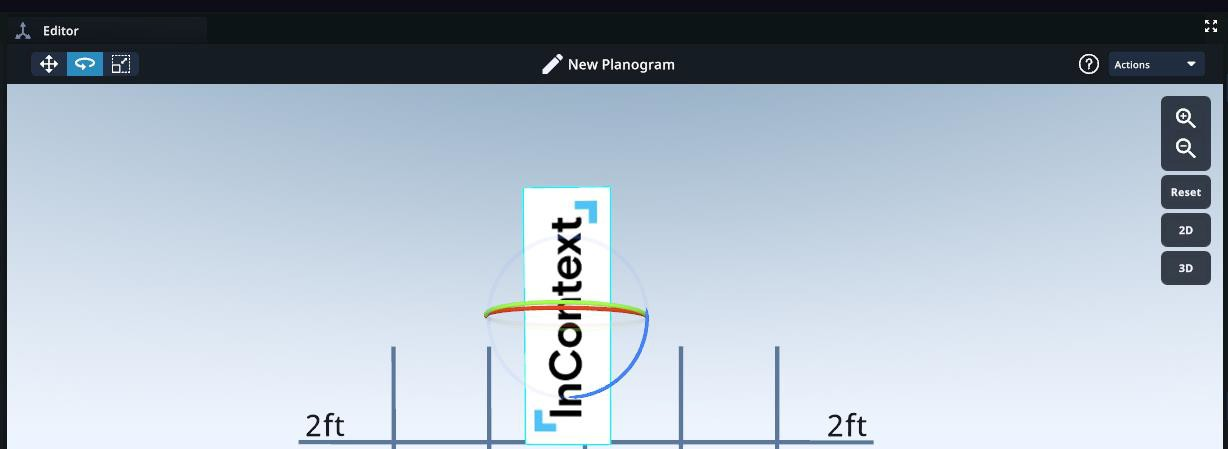 Editor
New Planogram
Actions
Reset
2D
3D
InContext
2ft
2ft